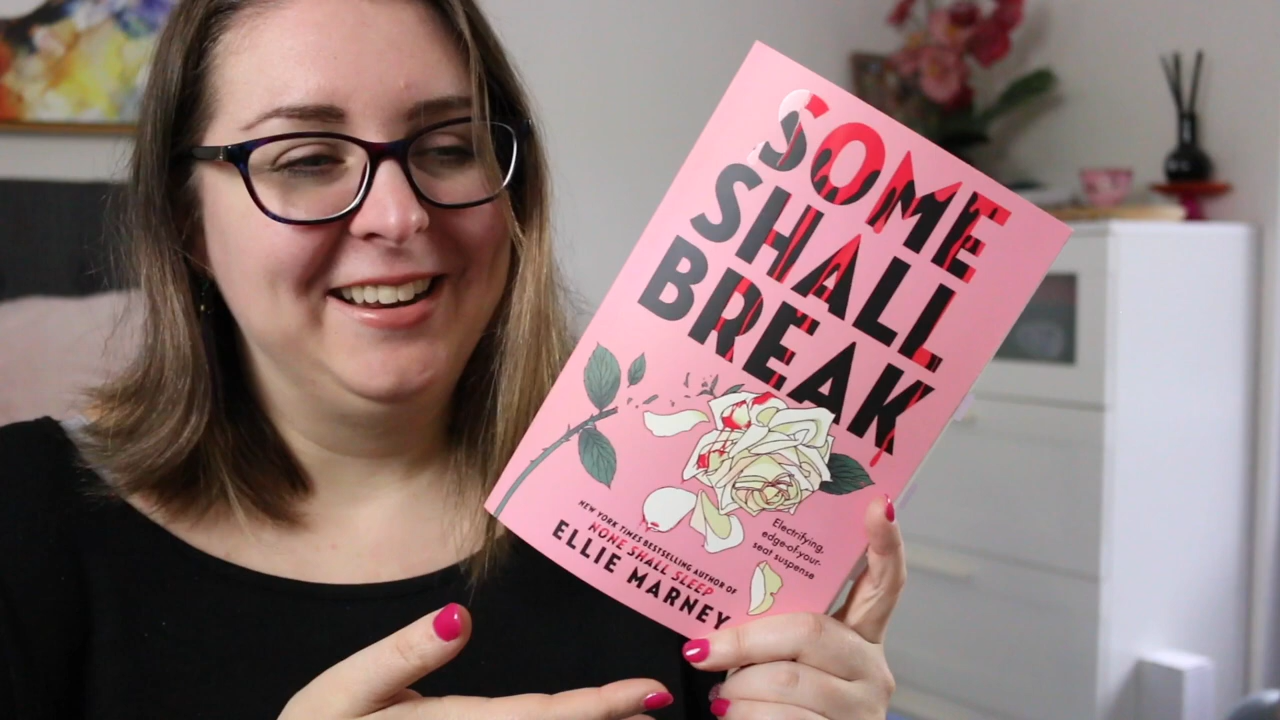 SOME
SHALL
BREAK
Electrifying,
edge-of-your-
seat suspense
NEW YORK TIMES BESTSELLING AUTHOR OF
NONE SHALL SLEEP
ELLIE MARNEY